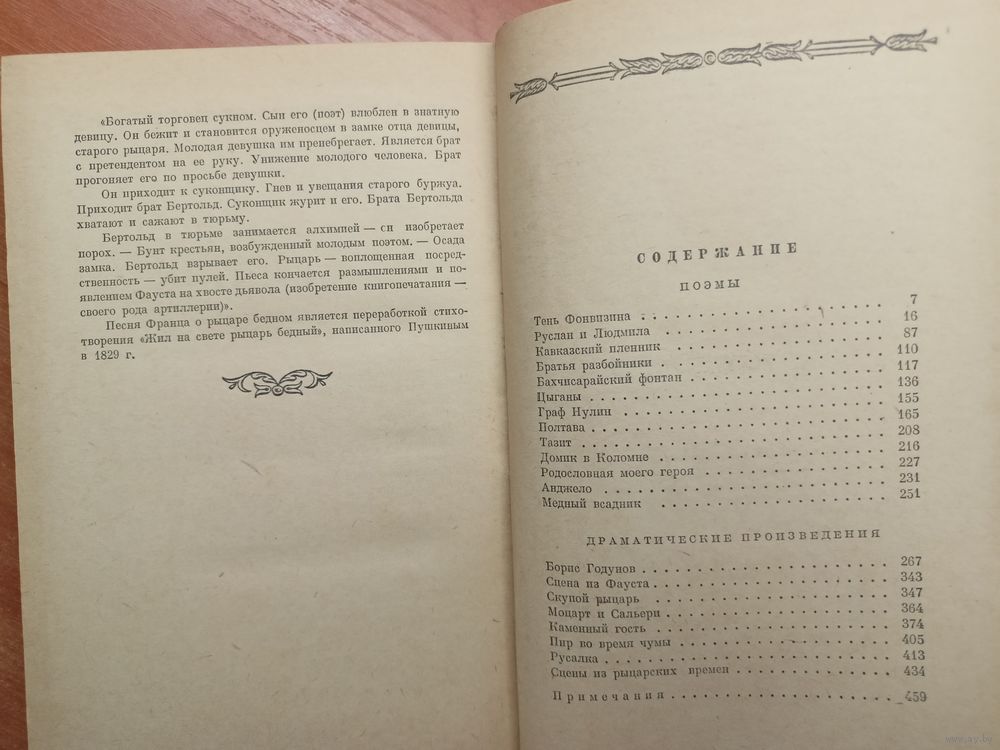 «Богатый торговец сукном. Сын его (поэт) влюблен в знатную
девицу. Он бежит и становится оруженосцем в замке отца девицы,
старого рыцаря. Молодая девушка им пренебрегает. Является брат
с претендентом на ее руку. Унижение молодого человека. Брат
прогоняет его по просьбе девушки.
Он приходит к суконщику. Гнев и увещания старого буржуа.
Приходит брат Бертольд. Суконщик журит и его. Брата Бертольда
хватают и сажают в тюрьму.
Бертольд в тюрьме занимается алхимией — он изобретает
порох. — Бунт крестьян, возбужденный молодым поэтом. — Осада
замка. Бертольд взрывает его. Рыцарь — воплощенная посред-
ственность — убит пулей. Пьеса кончается размышлениями и по-
явлением Фауста на хвосте дьявола (изобретение книгопечатания —
своего рода артиллерии)».
Песня Франца о рыцаре бедном является переработкой стихо-
творения «Жил на свете рыцарь бедный», написанного Пушкиным
в 1829 г.
СОДЕРЖАНИЕ
ПОЭМЫ
Тень Фонвизина . . . . . . . . . . . . . . . . 7
Руслан и Людмила . . . . . . . . . . . . . . . 16
Кавказский пленник . . . . . . . . . . . . . . 87
Братья разбойники . . . . . . . . . . . . . . . 110
Бахчисарайский фонтан . . . . . . . . . . . . . 117
Цыганы . . . . . . . . . . . . . . . . . . . 136
Граф Нулин . . . . . . . . . . . . . . . . . 155
Полтава . . . . . . . . . . . . . . . . . . . 165
Тазит . . . . . . . . . . . . . . . . . . . . 208
Домик в Коломне . . . . . . . . . . . . . . . 216
Родословная моего героя . . . . . . . . . . . . 227
Анджело . . . . . . . . . . . . . . . . . . . 231
Медный всадник . . . . . . . . . . . . . . . 251
ДРАМАТИЧЕСКИЕ ПРОИЗВЕДЕНИЯ
Борис Годунов . . . . . . . . . . . . . . . . 267
Сцена из Фауста . . . . . . . . . . . . . . . 343
Скупой рыцарь . . . . . . . . . . . . . . . . 347
Моцарт и Сальери . . . . . . . . . . . . . . . 364
Каменный гость . . . . . . . . . . . . . . . . 374
Пир во время чумы . . . . . . . . . . . . . . 405
Русалка . . . . . . . . . . . . . . . . . . . 413
Сцены из рыцарских времен . . . . . . . . . . . 434
Примечания . . . . . . . . . . . . . . . . . 459
www.ay.by